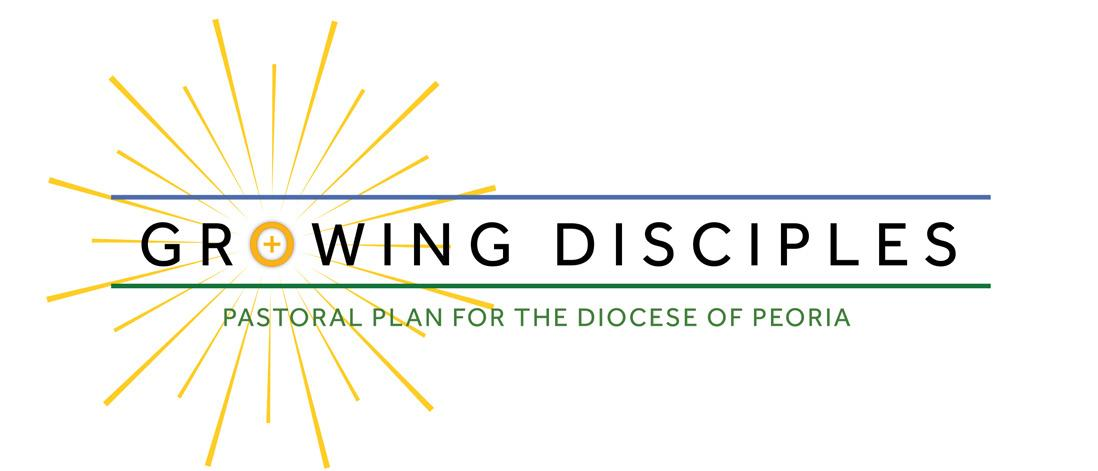 GROWING DISCIPLES
PASTORAL PLAN FOR THE DIOCESE OF PEORIA